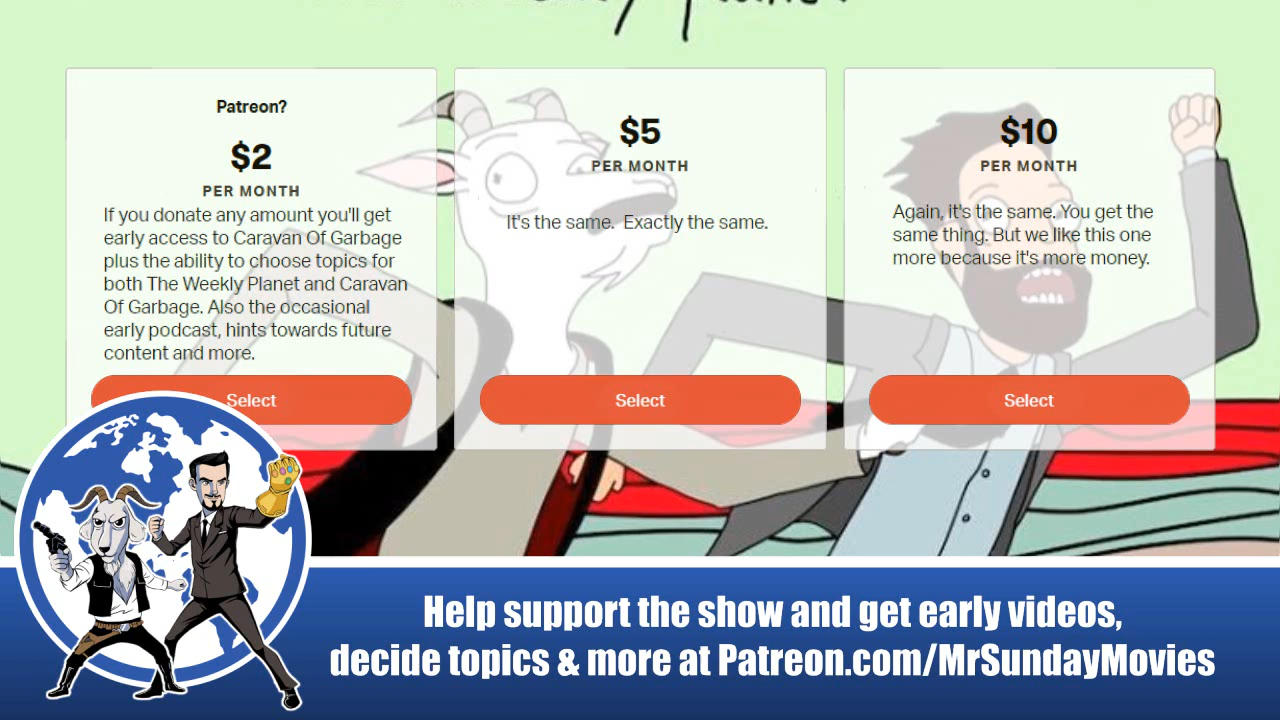 Patreon?
$2
PER MONTH
If you donate any amount you'll get
early access to Caravan Of Garbage
plus the ability to choose topics for
both The Weekly Planet and Caravan
Of Garbage. Also the occasional
early podcast, hints towards future
content and more.
Select
$5
PER MONTH
It's the same.  Exactly the same.
Select
$10
PER MONTH
Again, it's the same. You get the
same thing. But we like this one
more because it's more money.
Select
Help support the show and get early videos,
decide topics & more at Patreon.com/MrSundayMovies